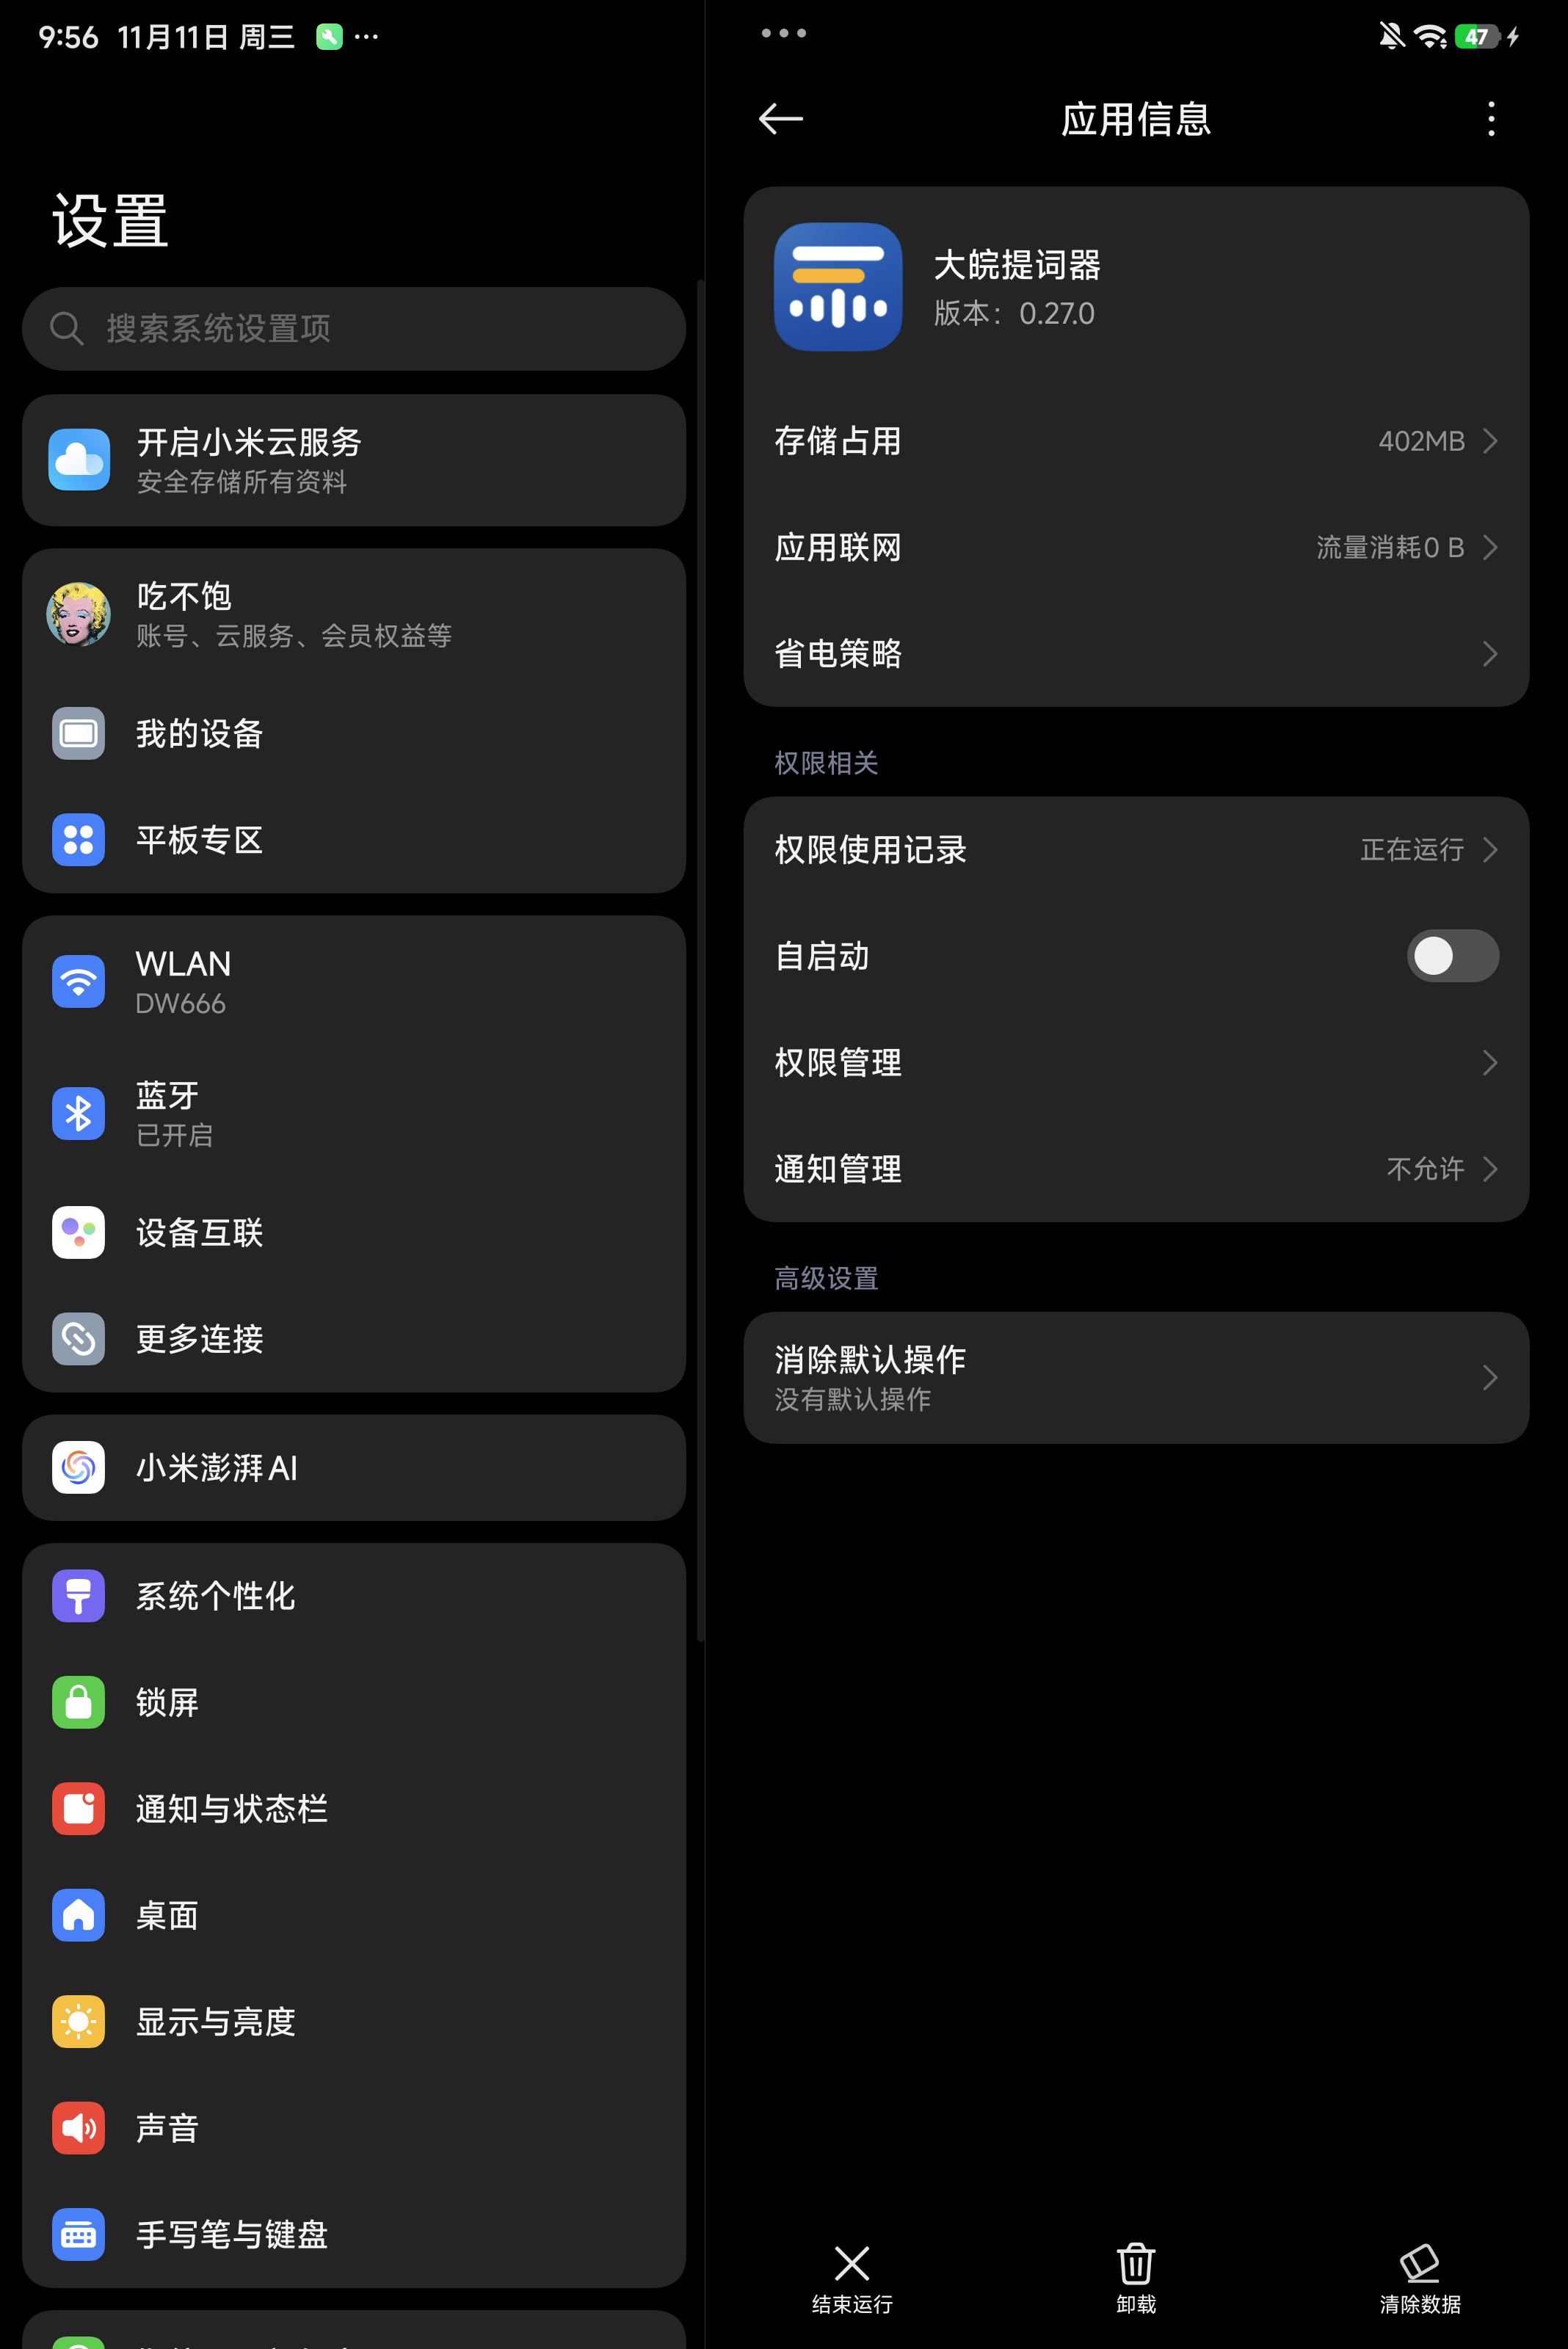 9:56 11月11日 周三
设置
搜索系统设置项
开启小米云服务
安全存储所有资料
吃不饱
账号、云服务、会员权益等
我的设备
平板专区
WLAN
DW666
蓝牙
已开启
设备互联
更多连接
小米澎湃 AI
系统个性化
锁屏
通知与状态栏
桌面
显示与亮度
声音
手写笔与键盘
47
应用信息
大皖提词器
版本：0.27.0
存储占用 402MB
应用联网 流量消耗0 B
省电策略
权限相关
权限使用记录 正在运行
自启动
权限管理
通知管理 不允许
高级设置
消除默认操作
没有默认操作
结束运行 卸载 清除数据